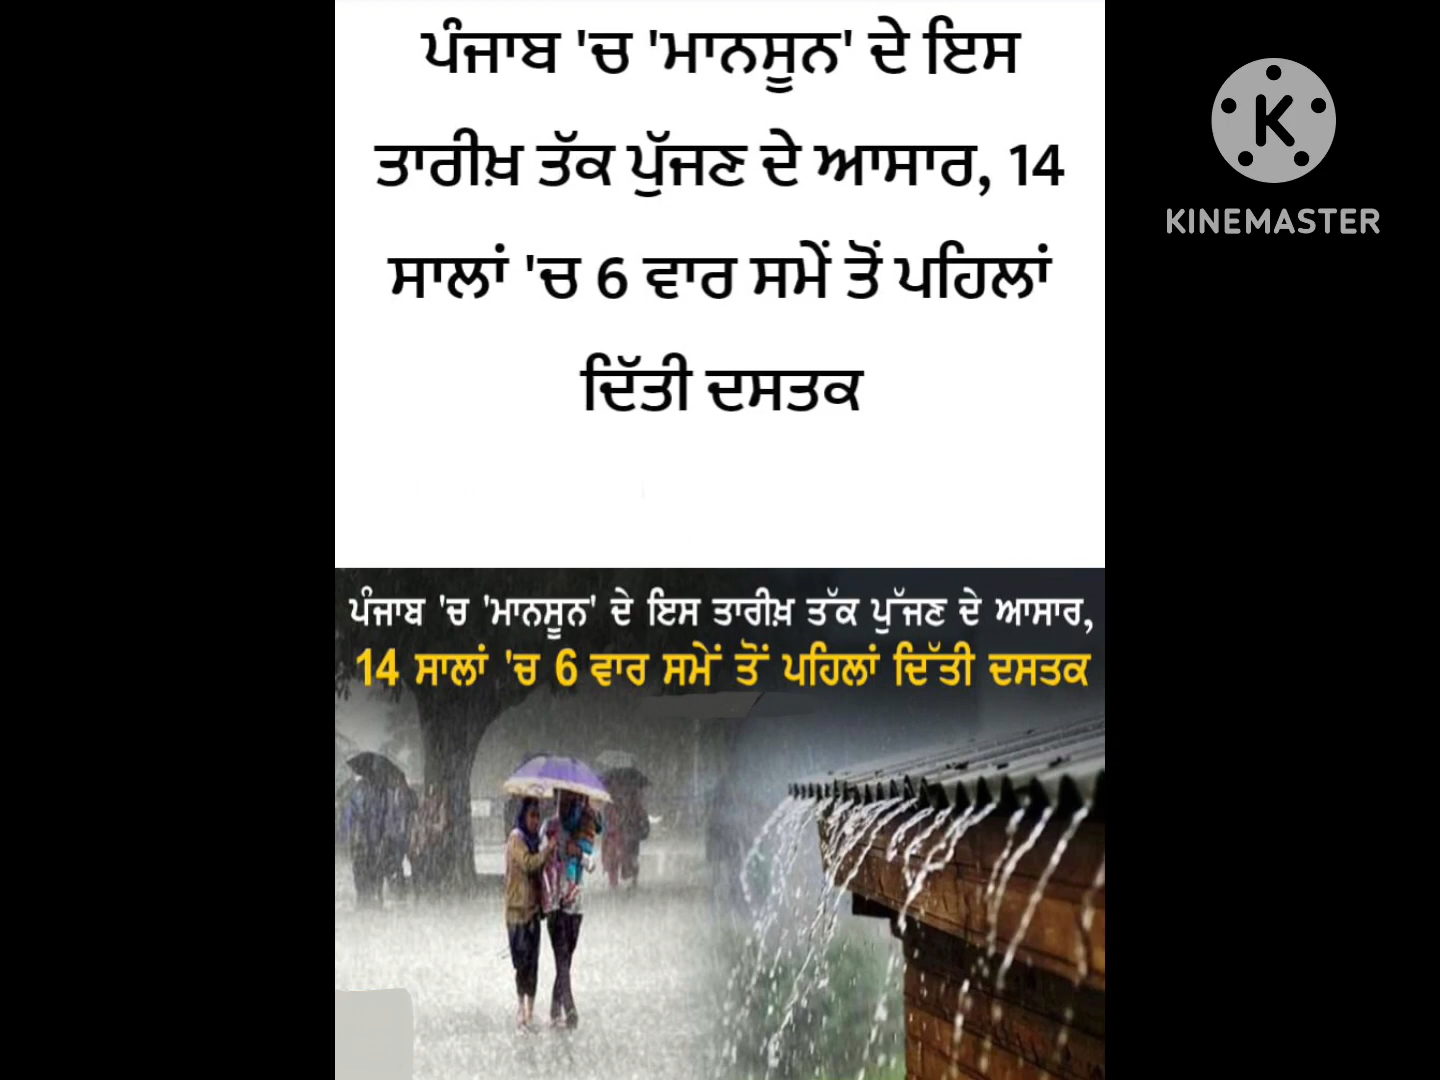 ਪੰਜਾਬ 'ਚ 'ਮਾਨਸੂਨ' ਦੇ ਇਸ
ਤਾਰੀਖ਼ ਤੱਕ ਪੁੱਜਣ ਦੇ ਆਸਾਰ, 14
ਸਾਲਾਂ 'ਚ 6 ਵਾਰ ਸਮੇਂ ਤੋਂ ਪਹਿਲਾਂ
ਦਿੱਤੀ ਦਸਤਕ
KINEMASTER
ਪੰਜਾਬ 'ਚ 'ਮਾਨਸੂਨ' ਦੇ ਇਸ ਤਾਰੀਖ਼ ਤੱਕ ਪੁੱਜਣ ਦੇ ਆਸਾਰ,
14 ਸਾਲਾਂ 'ਚ 6 ਵਾਰ ਸਮੇਂ ਤੋਂ ਪਹਿਲਾਂ ਦਿੱਤੀ ਦਸਤਕ